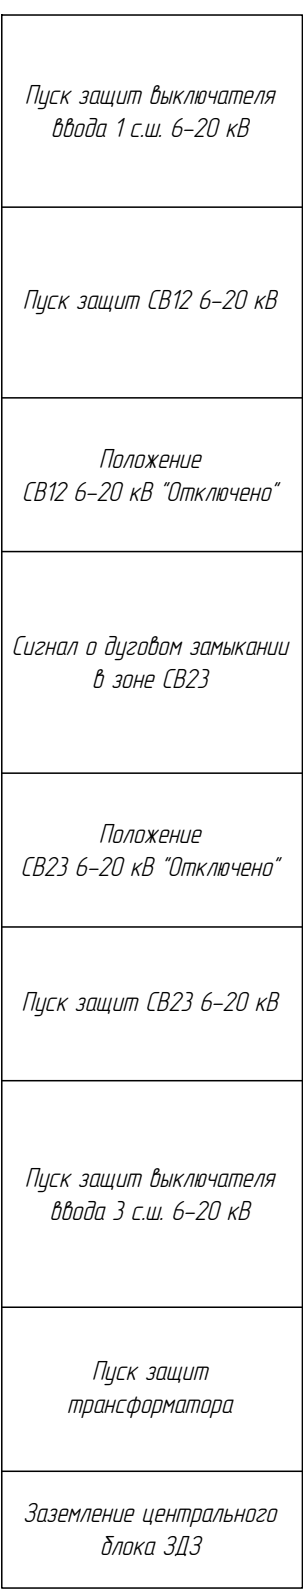 Пуск защит выключателя
ввода 1 с.ш. 6–20 кВ
Пуск защит СВ12 6–20 кВ
Положение
СВ12 6–20 кВ "Отключено"
Сигнал о дуговом замыкании
в зоне СВ23
Положение
СВ23 6–20 кВ "Отключено"
Пуск защит СВ23 6–20 кВ
Пуск защит выключателя
ввода 3 с.ш. 6–20 кВ
Пуск защит
трансформатора
Заземление центрального
блока ЗДЗ